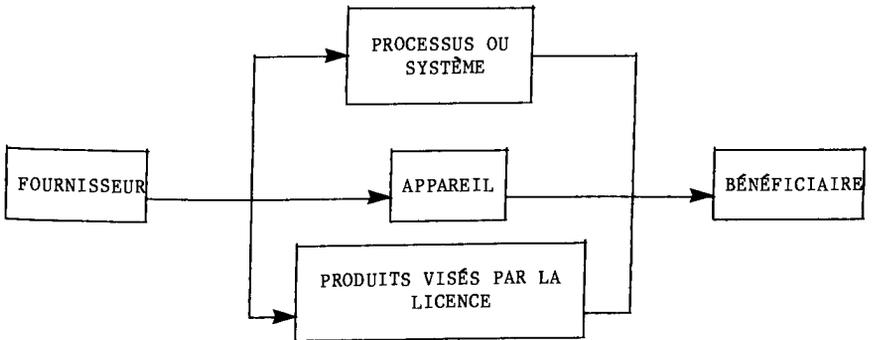 PROCESSUS OU
SYSTÈME
FOURNISSEUR
APPAREIL
BÉNÉFICIAIRE
PRODUITS VISÉS PAR LA
LICENCE